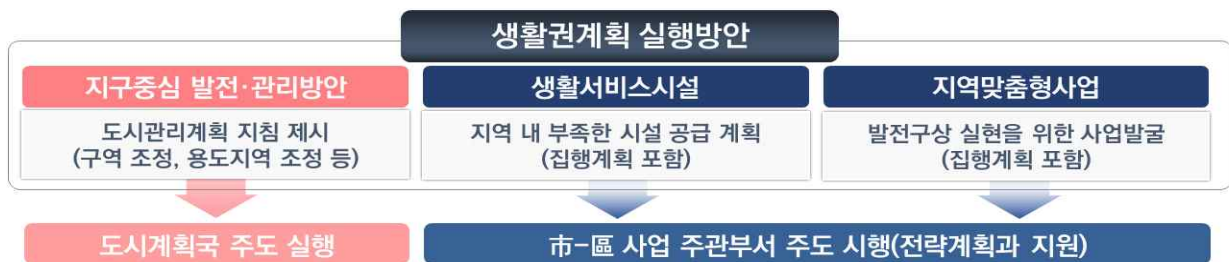 생활권계획 실행방안
지구중심 발전·관리방안
도시관리계획 지침 제시
(구역 조정, 용도지역 조정 등)
생활서비스시설
지역 내 부족한 시설 공급 계획
(집행계획 포함)
지역맞춤형사업
발전구상 실현을 위한 사업발굴
(집행계획 포함)
도시계획국 주도 실행
市-區 사업 주관부서 주도 시행(전략계획과 지원)